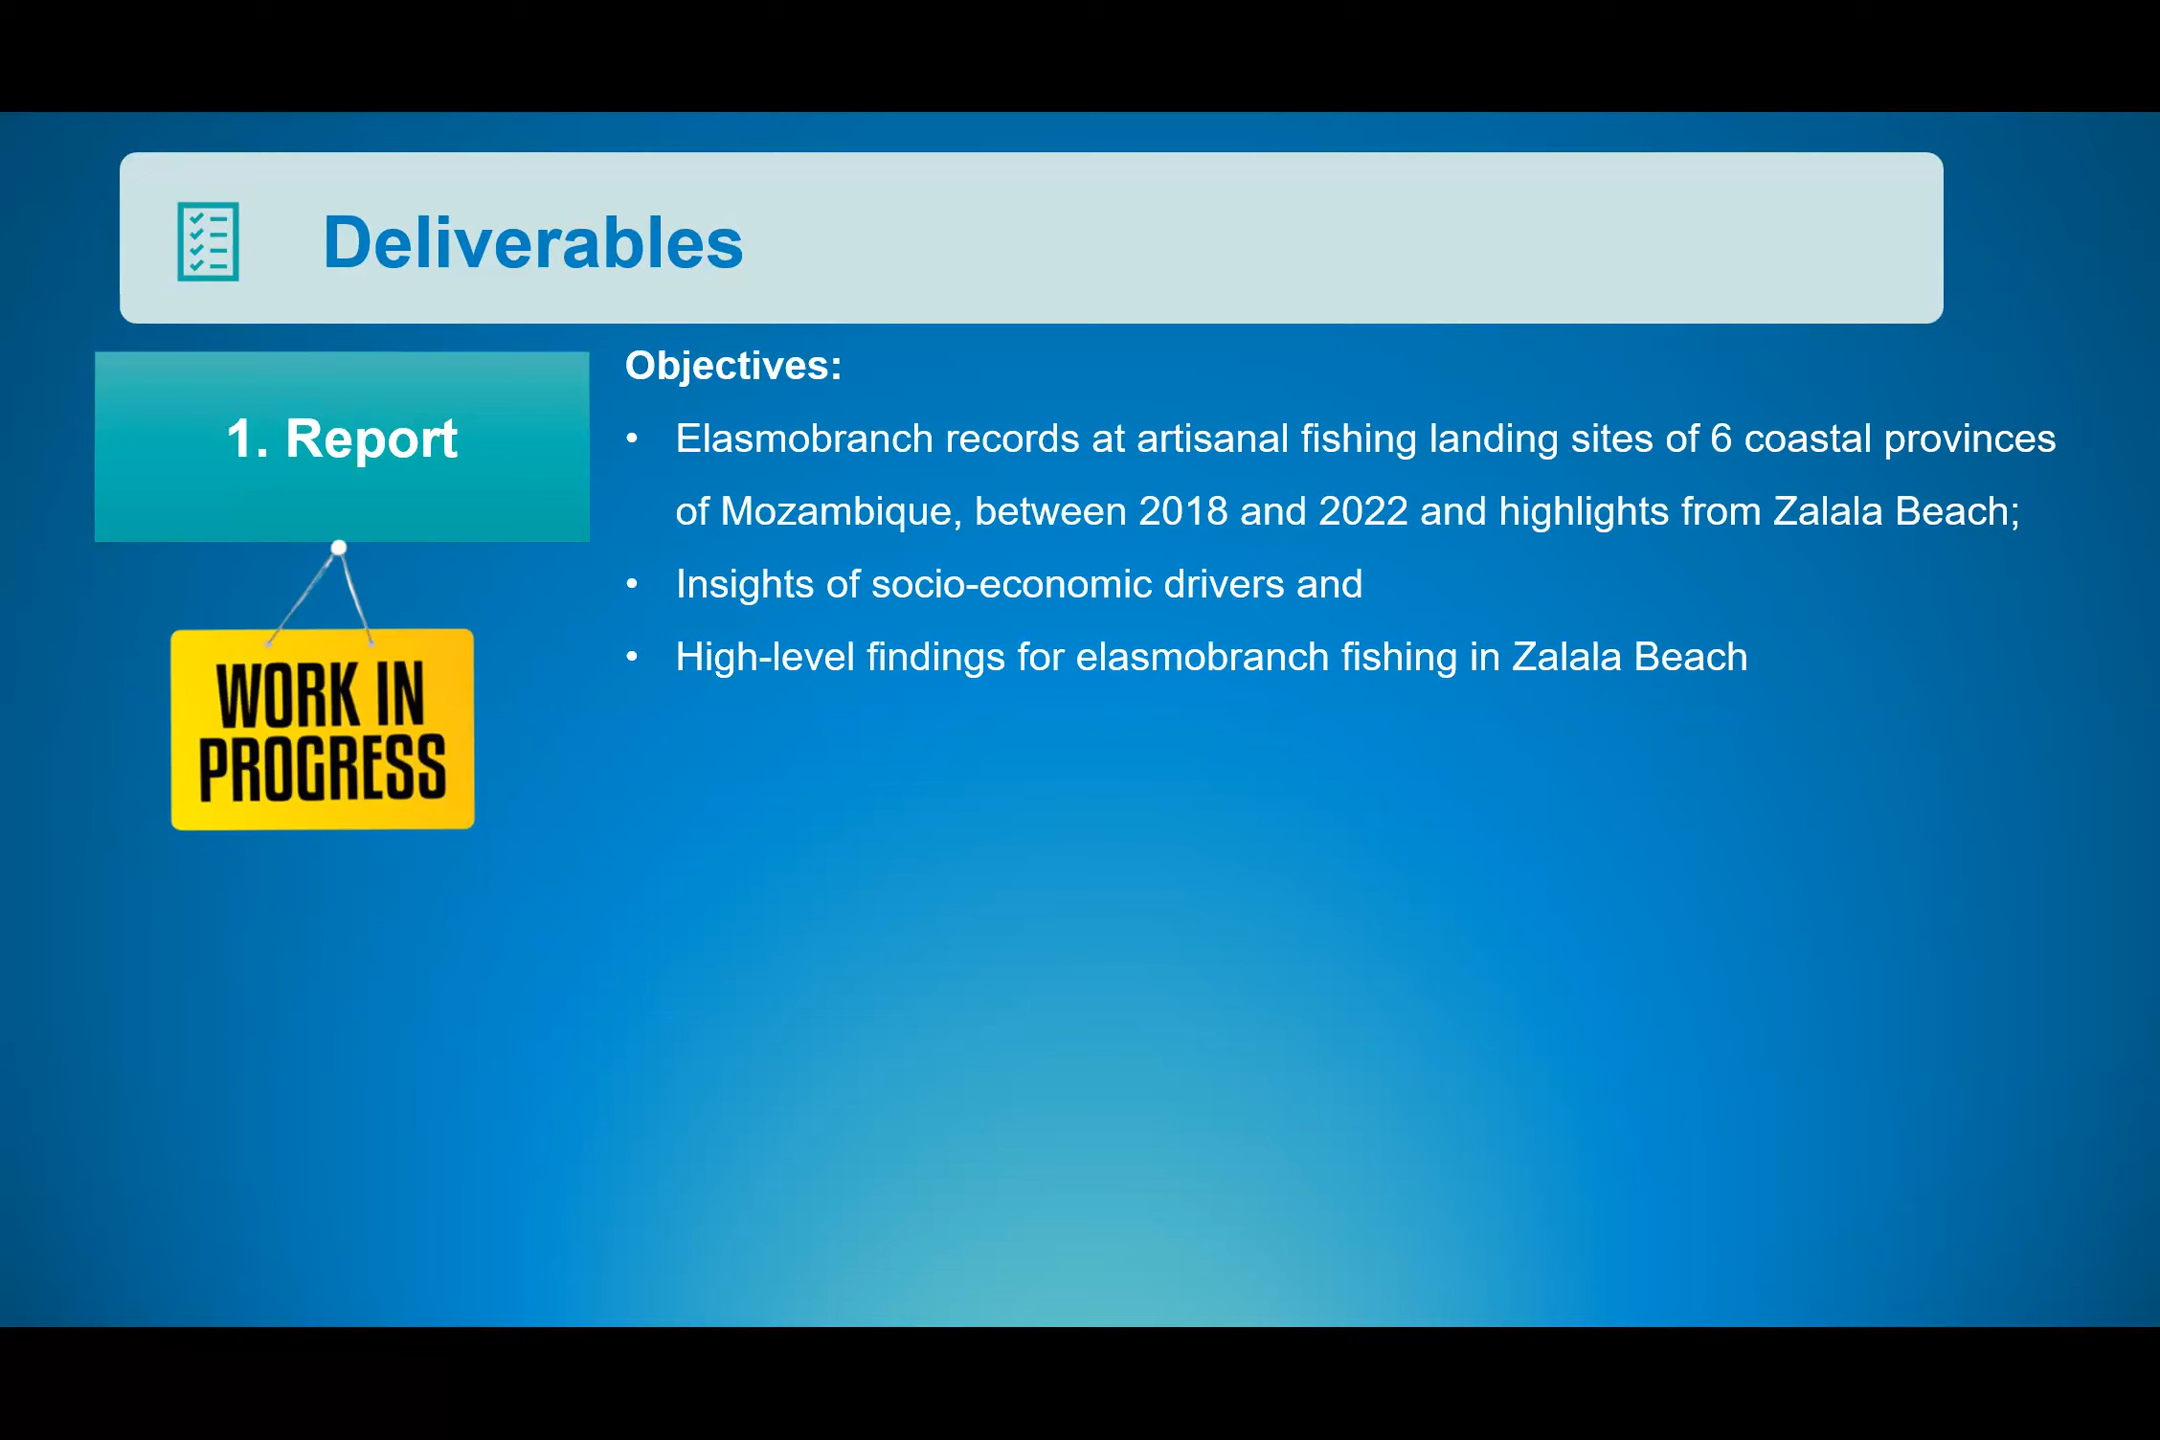 Deliverables
1. Report
WORK IN
PROGRESS
Objectives:
• Elasmobranch records at artisanal fishing landing sites of 6 coastal provinces
of Mozambique, between 2018 and 2022 and highlights from Zalala Beach;
• Insights of socio-economic drivers and
• High-level findings for elasmobranch fishing in Zalala Beach